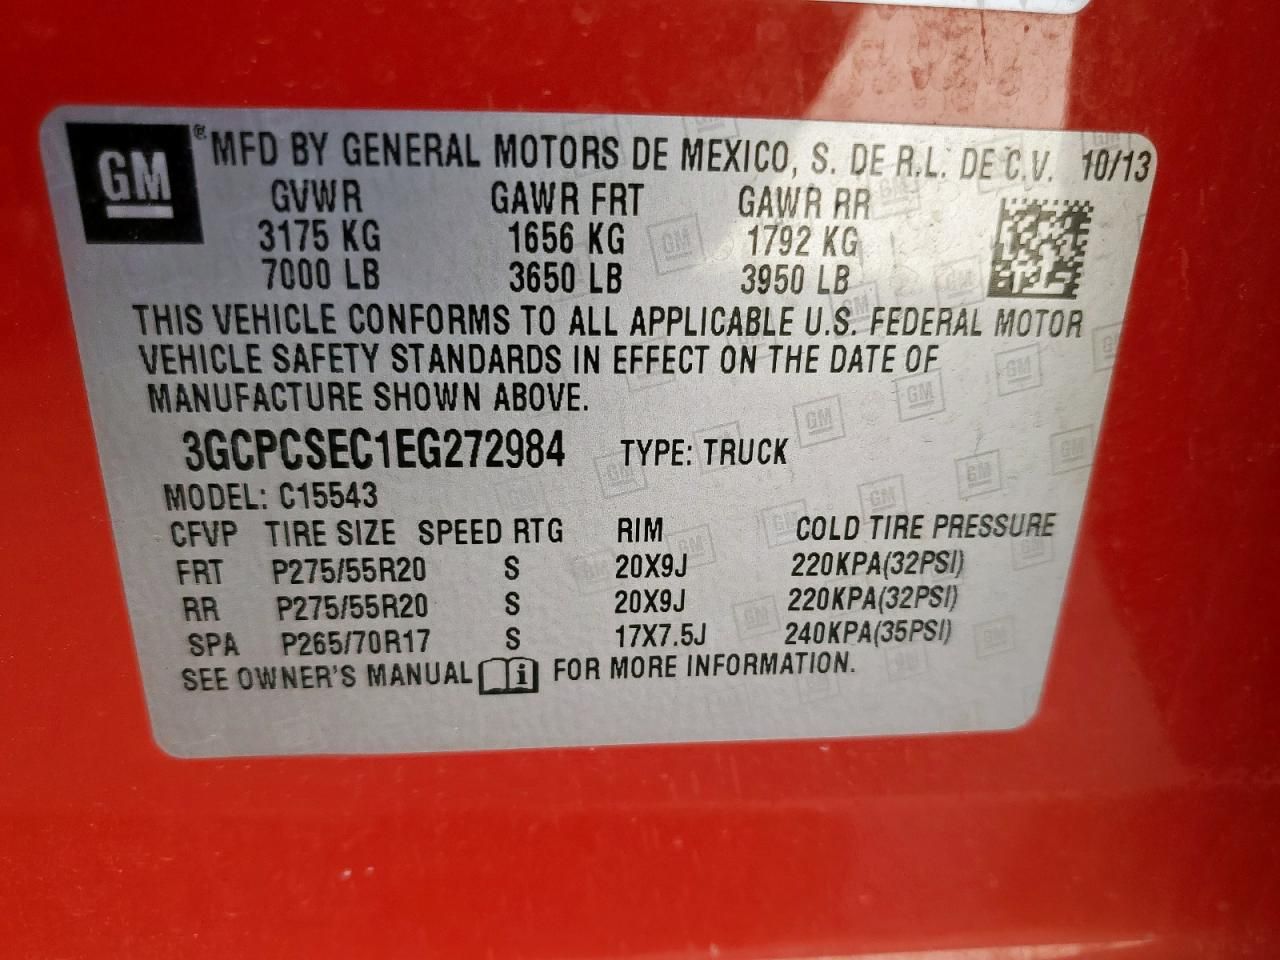 GM
® MFD BY GENERAL MOTORS DE MEXICO, S. DE R.L. DE C.V. 10/13
GVWR GAWR FRT GAWR RR
3175 KG 1656 KG 1792 KG
7000 LB 3650 LB 3950 LB
THIS VEHICLE CONFORMS TO ALL APPLICABLE U.S. FEDERAL MOTOR
VEHICLE SAFETY STANDARDS IN EFFECT ON THE DATE OF
MANUFACTURE SHOWN ABOVE.
3GCPCSEC1EG272984 TYPE: TRUCK
MODEL: C15543
CFVP TIRE SIZE SPEED RTG RIM COLD TIRE PRESSURE
FRT P275/55R20 S 20X9J 220KPA(32PSI)
RR P275/55R20 S 20X9J 220KPA(32PSI)
SPA P265/70R17 S 17X7.5J 240KPA(35PSI)
SEE OWNER'S MANUAL i FOR MORE INFORMATION.